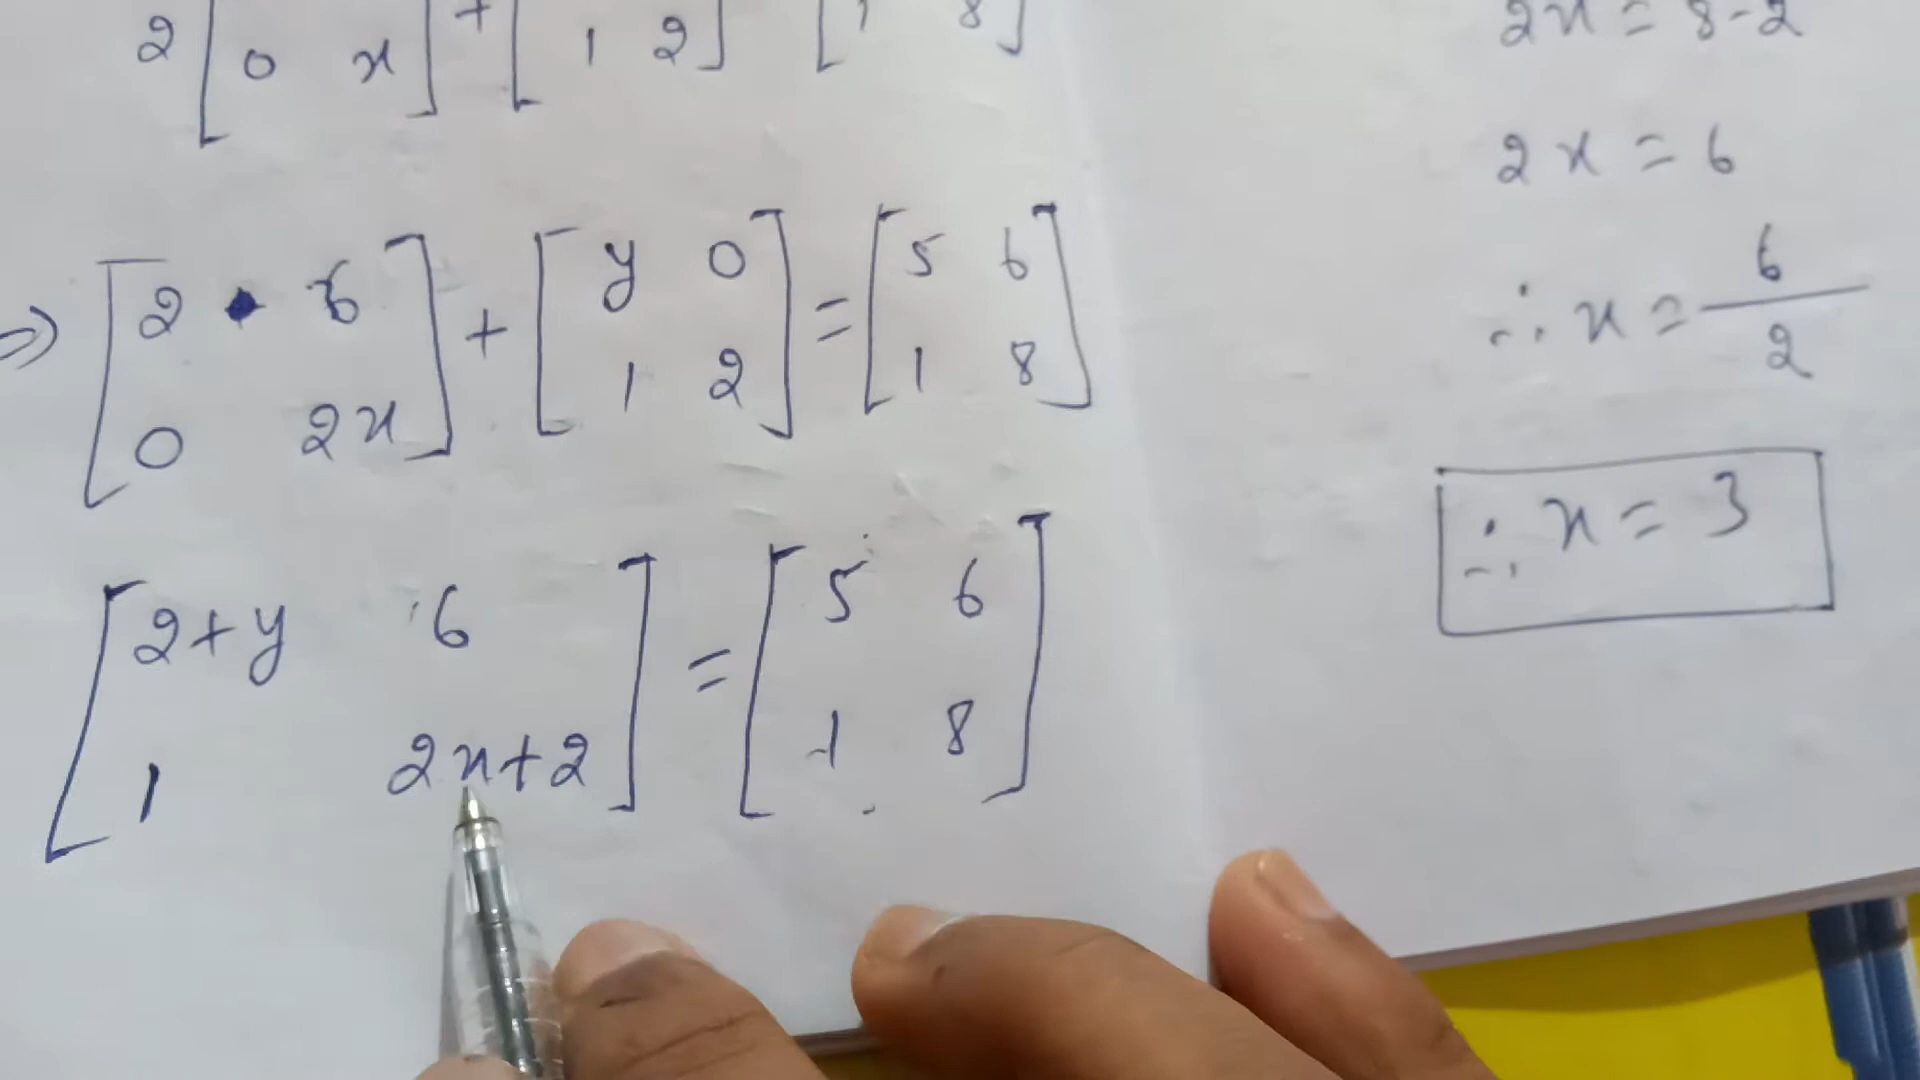 2 [ 0 x ] + [ 1 2 ] [ 1 8 ]
⇒ [ 2 6
0 2x ] + [ y 0
1 2 ] = [ 5 6
1 8 ]
[ 2+y 6
1 2x+2 ] = [ 5 6
1 8 ]
2x = 8-2
2x = 6
∴ x = 6/2
∴ x = 3